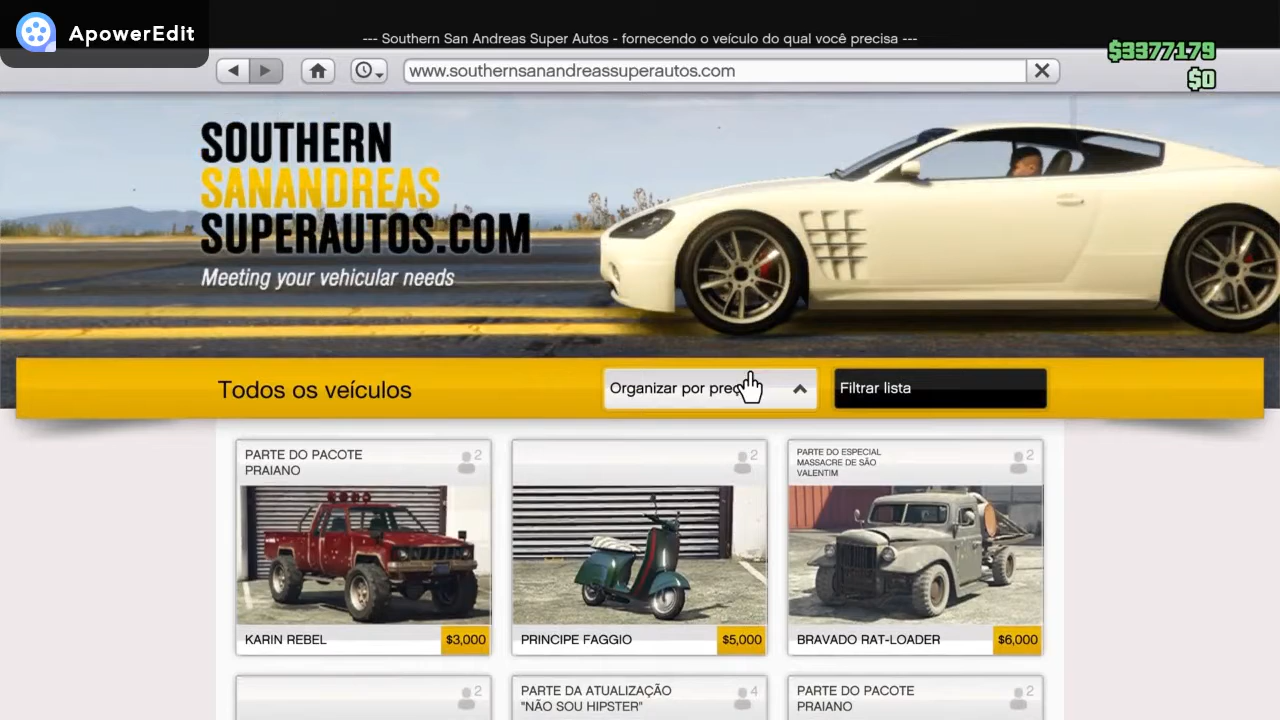 ApowerEdit
--- Southern San Andreas Super Autos - fornecendo o veículo do qual você precisa ---
$3377179
www.southernsanandreassuperautos.com
$0
SOUTHERN
SANANDREAS
SUPERAUTOS.COM
Meeting your vehicular needs
Todos os veículos
Organizar por preç
Filtrar lista
PARTE DO PACOTE
PRAIANO
2
2
PARTE DO ESPECIAL
MASSACRE DE SÃO
VALENTIM
2
KARIN REBEL
$3,000
PRINCIPE FAGGIO
$5,000
BRAVADO RAT-LOADER
$6,000
2
PARTE DA ATUALIZAÇÃO
"NÃO SOU HIPSTER"
4
PARTE DO PACOTE
PRAIANO
2